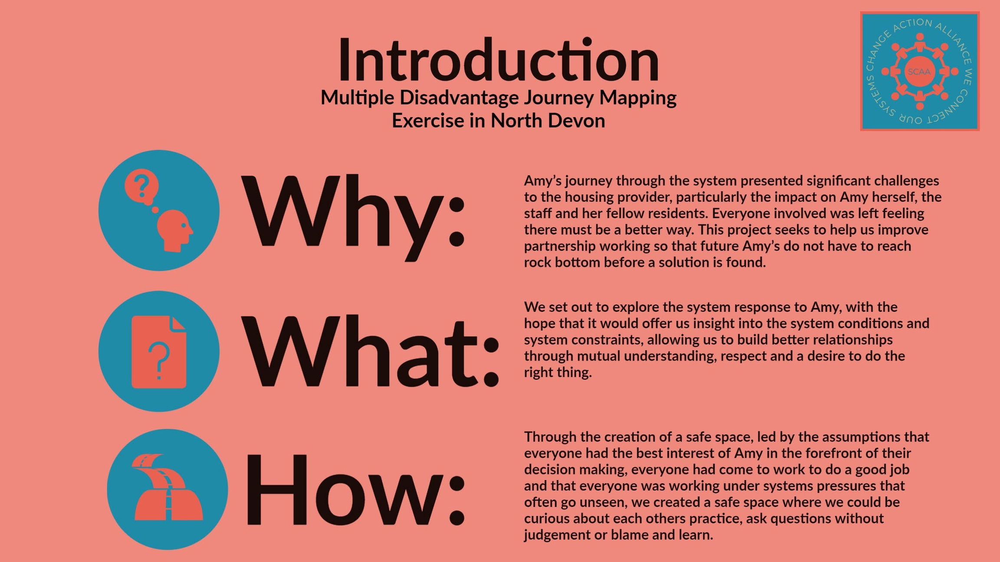 Introduction
Multiple Disadvantage Journey Mapping
Exercise in North Devon
SYSTEMS CHANGE ACTION ALLIANCE WE CONNECT OUR
SCAA
Why:
Amy’s journey through the system presented significant challenges
to the housing provider, particularly the impact on Amy herself, the
staff and her fellow residents. Everyone involved was left feeling
there must be a better way. This project seeks to help us improve
partnership working so that future Amy’s do not have to reach
rock bottom before a solution is found.
What:
We set out to explore the system response to Amy, with the
hope that it would offer us insight into the system conditions and
system constraints, allowing us to build better relationships
through mutual understanding, respect and a desire to do the
right thing.
How:
Through the creation of a safe space, led by the assumptions that
everyone had the best interest of Amy in the forefront of their
decision making, everyone had come to work to do a good job
and that everyone was working under systems pressures that
often go unseen, we created a safe space where we could be
curious about each others practice, ask questions without
judgement or blame and learn.